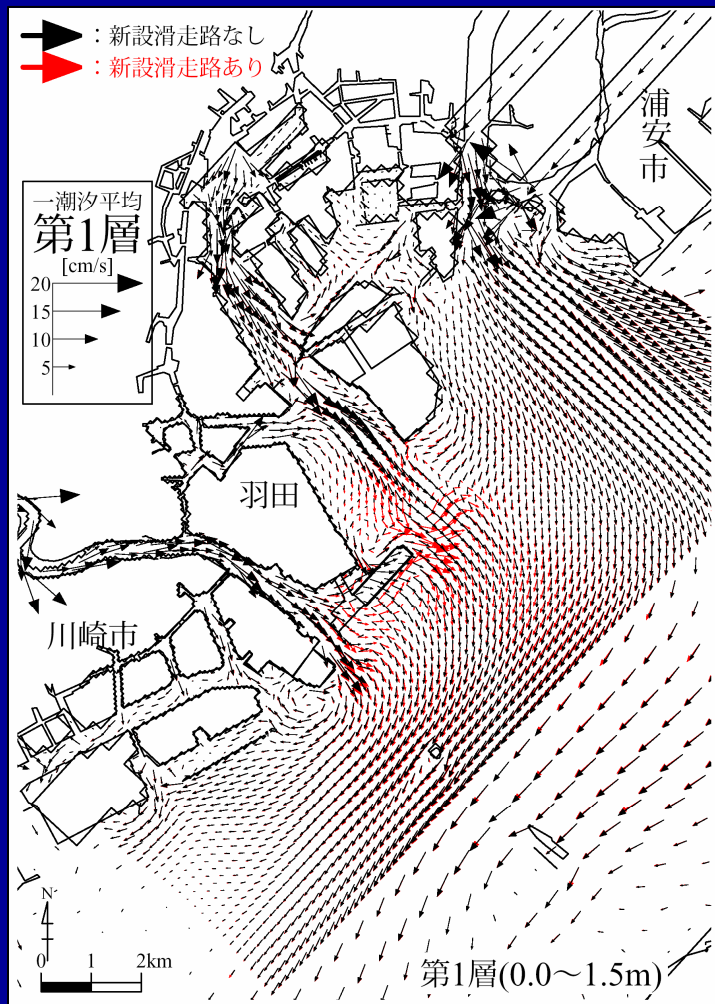 ：新設滑走路なし
：新設滑走路あり
浦安市
一潮汐平均
第1層
[cm/s]
20
15
10
5
羽田
川崎市
N
0 1 2km
第1層(0.0～1.5m)